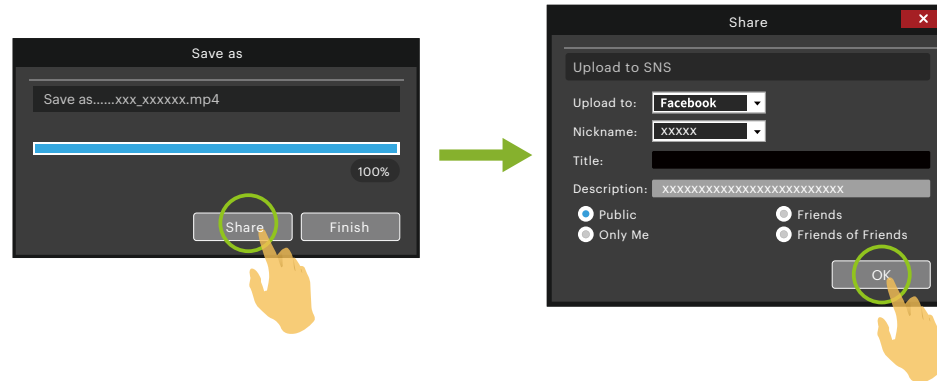 Save as
Save as......xxx_xxxxxx.mp4
100%
Share
Finish
Share
Upload to SNS
Upload to:
Facebook
Nickname:
xxxxx
Title:
Description:
xxxxxxxxxxxxxxxxxxxxxxxxx
Public
Friends
Only Me
Friends of Friends
OK